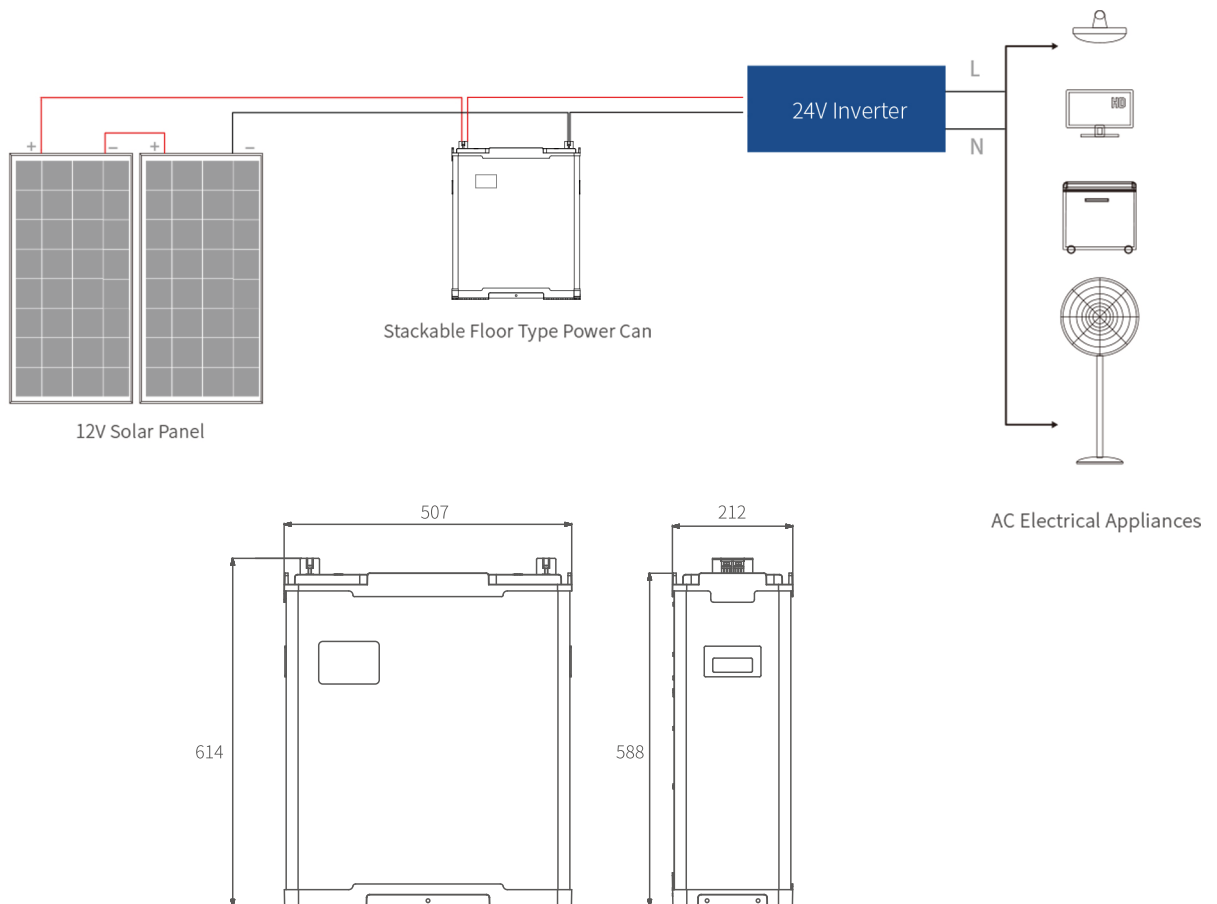 L
24V Inverter
HD
N
+ − + −
Stackable Floor Type Power Can
12V Solar Panel
AC Electrical Appliances
507
212
614
588